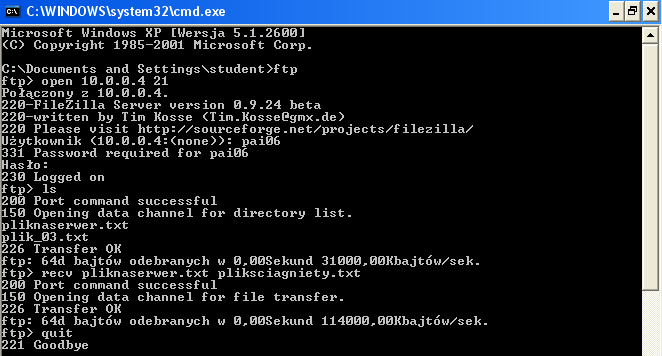 C:\WINDOWS\system32\cmd.exe
Microsoft Windows XP [Wersja 5.1.2600]
(C) Copyright 1985-2001 Microsoft Corp.
C:\Documents and Settings\student>ftp
ftp> open 10.0.0.4 21
Połączony z 10.0.0.4.
220-FileZilla Server version 0.9.24 beta
220-written by Tim Kosse (Tim.Kosse@gmx.de)
220 Please visit http://sourceforge.net/projects/filezilla/
Użytkownik (10.0.0.4:(none)): pai06
331 Password required for pai06
Hasło:
230 Logged on
ftp> ls
200 Port command successful
150 Opening data channel for directory list.
pliknaserwer.txt
plik_03.txt
226 Transfer OK
ftp: 64d bajtów odebranych w 0,00Sekund 31000,00Kbajtów/sek.
ftp> recv pliknaserwer.txt pliksciagniety.txt
200 Port command successful
150 Opening data channel for file transfer.
226 Transfer OK
ftp: 64d bajtów odebranych w 0,00Sekund 114000,00Kbajtów/sek.
ftp> quit
221 Goodbye